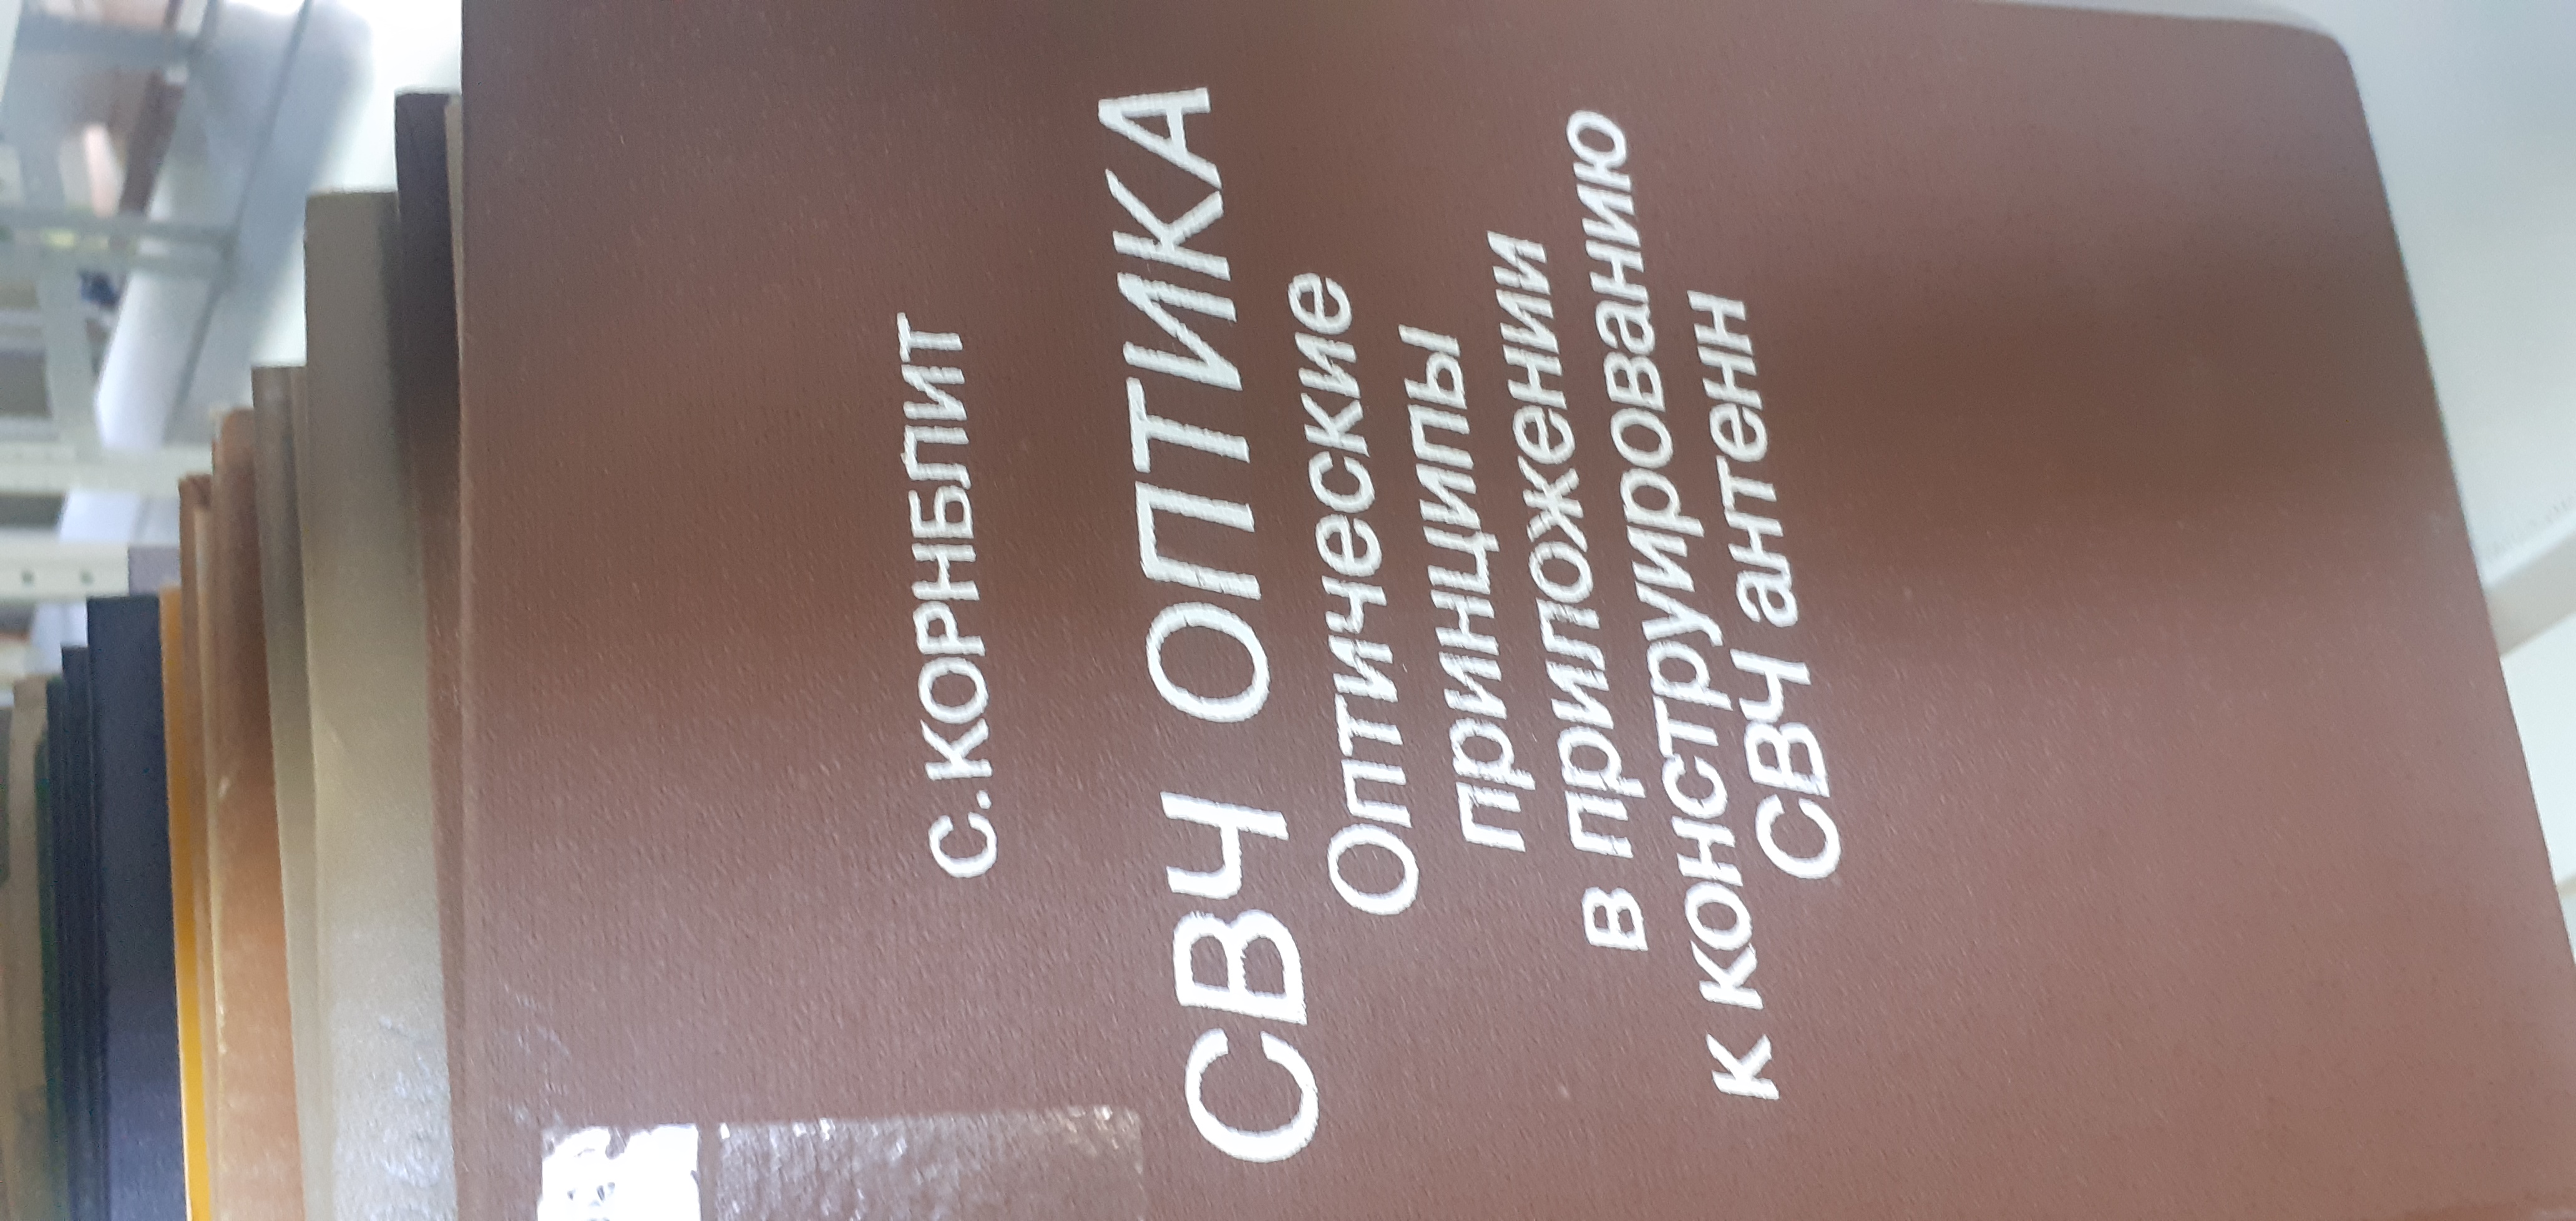 С. КОРНБЛИТ
СВЧ ОПТИКА
Оптические
принципы
в приложении
к конструированию
СВЧ антенн